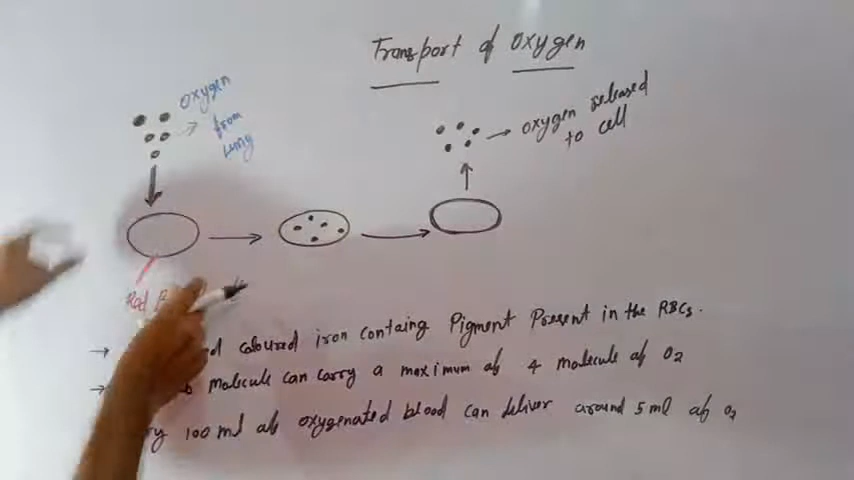 Transport of Oxygen
Oxygen
from
Lung
oxygen released
to cell
Red
coloured iron containg Pigment Present in the RBCs.
molecule can carry a maximum of 4 molecule of O2
100 ml of oxygenated blood can deliver around 5 ml of O2